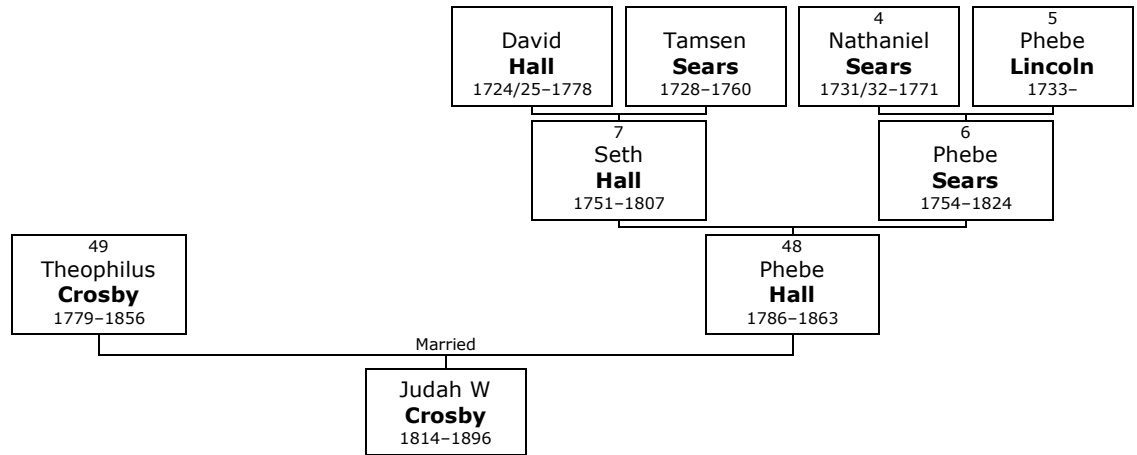 David
Hall
1724/25–1778
Tamsen
Sears
1728–1760
4
Nathaniel
Sears
1731/32–1771
5
Phebe
Lincoln
1733–
7
Seth
Hall
1751–1807
6
Phebe
Sears
1754–1824
49
Theophilus
Crosby
1779–1856
48
Phebe
Hall
1786–1863
Married
Judah W
Crosby
1814–1896